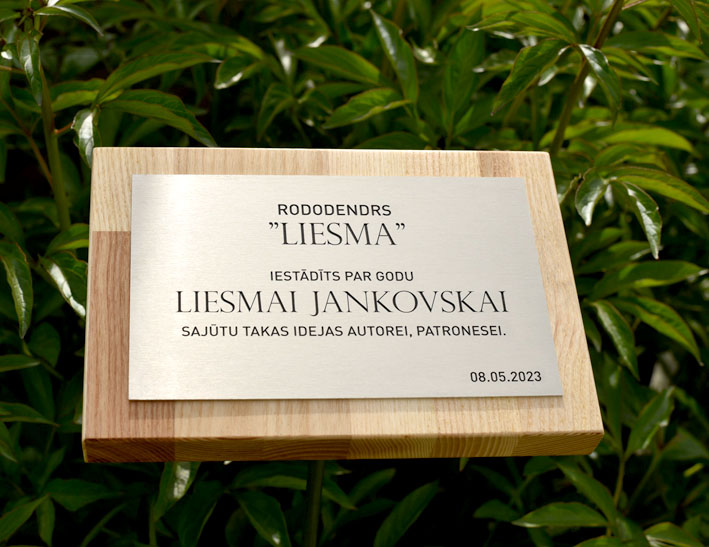 RODODENDRS
”LIESMA”
IESTĀDĪTS PAR GODU
LIESMAI JANKOVSKAI
SAJŪTU TAKAS IDEJAS AUTOREI, PATRONESEI.
08.05.2023